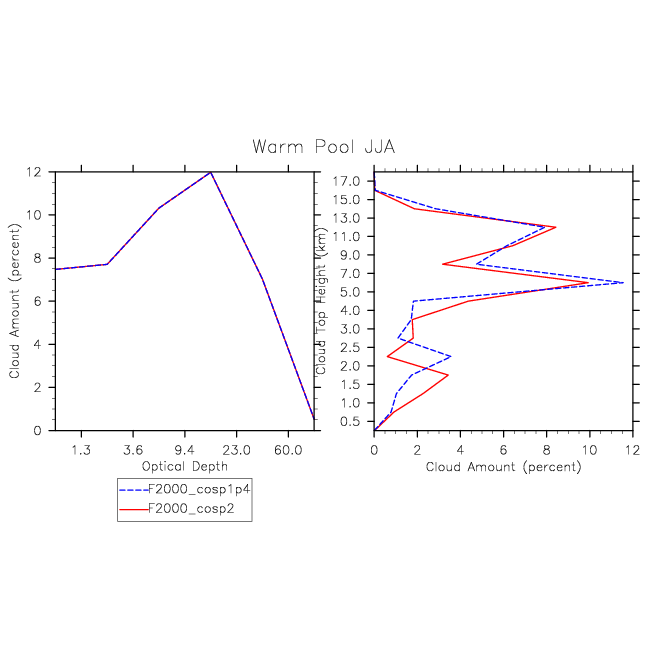 Warm Pool JJA
Cloud Amount (percent)
12
10
8
6
4
2
0
1.3 3.6 9.4 23.0 60.0
Optical Depth
Cloud Top Height (km)
17.0
15.0
13.0
11.0
9.0
7.0
5.0
4.0
3.0
2.5
2.0
1.5
1.0
0.5
0 2 4 6 8 10 12
Cloud Amount (percent)
F2000_cosp1p4
F2000_cosp2